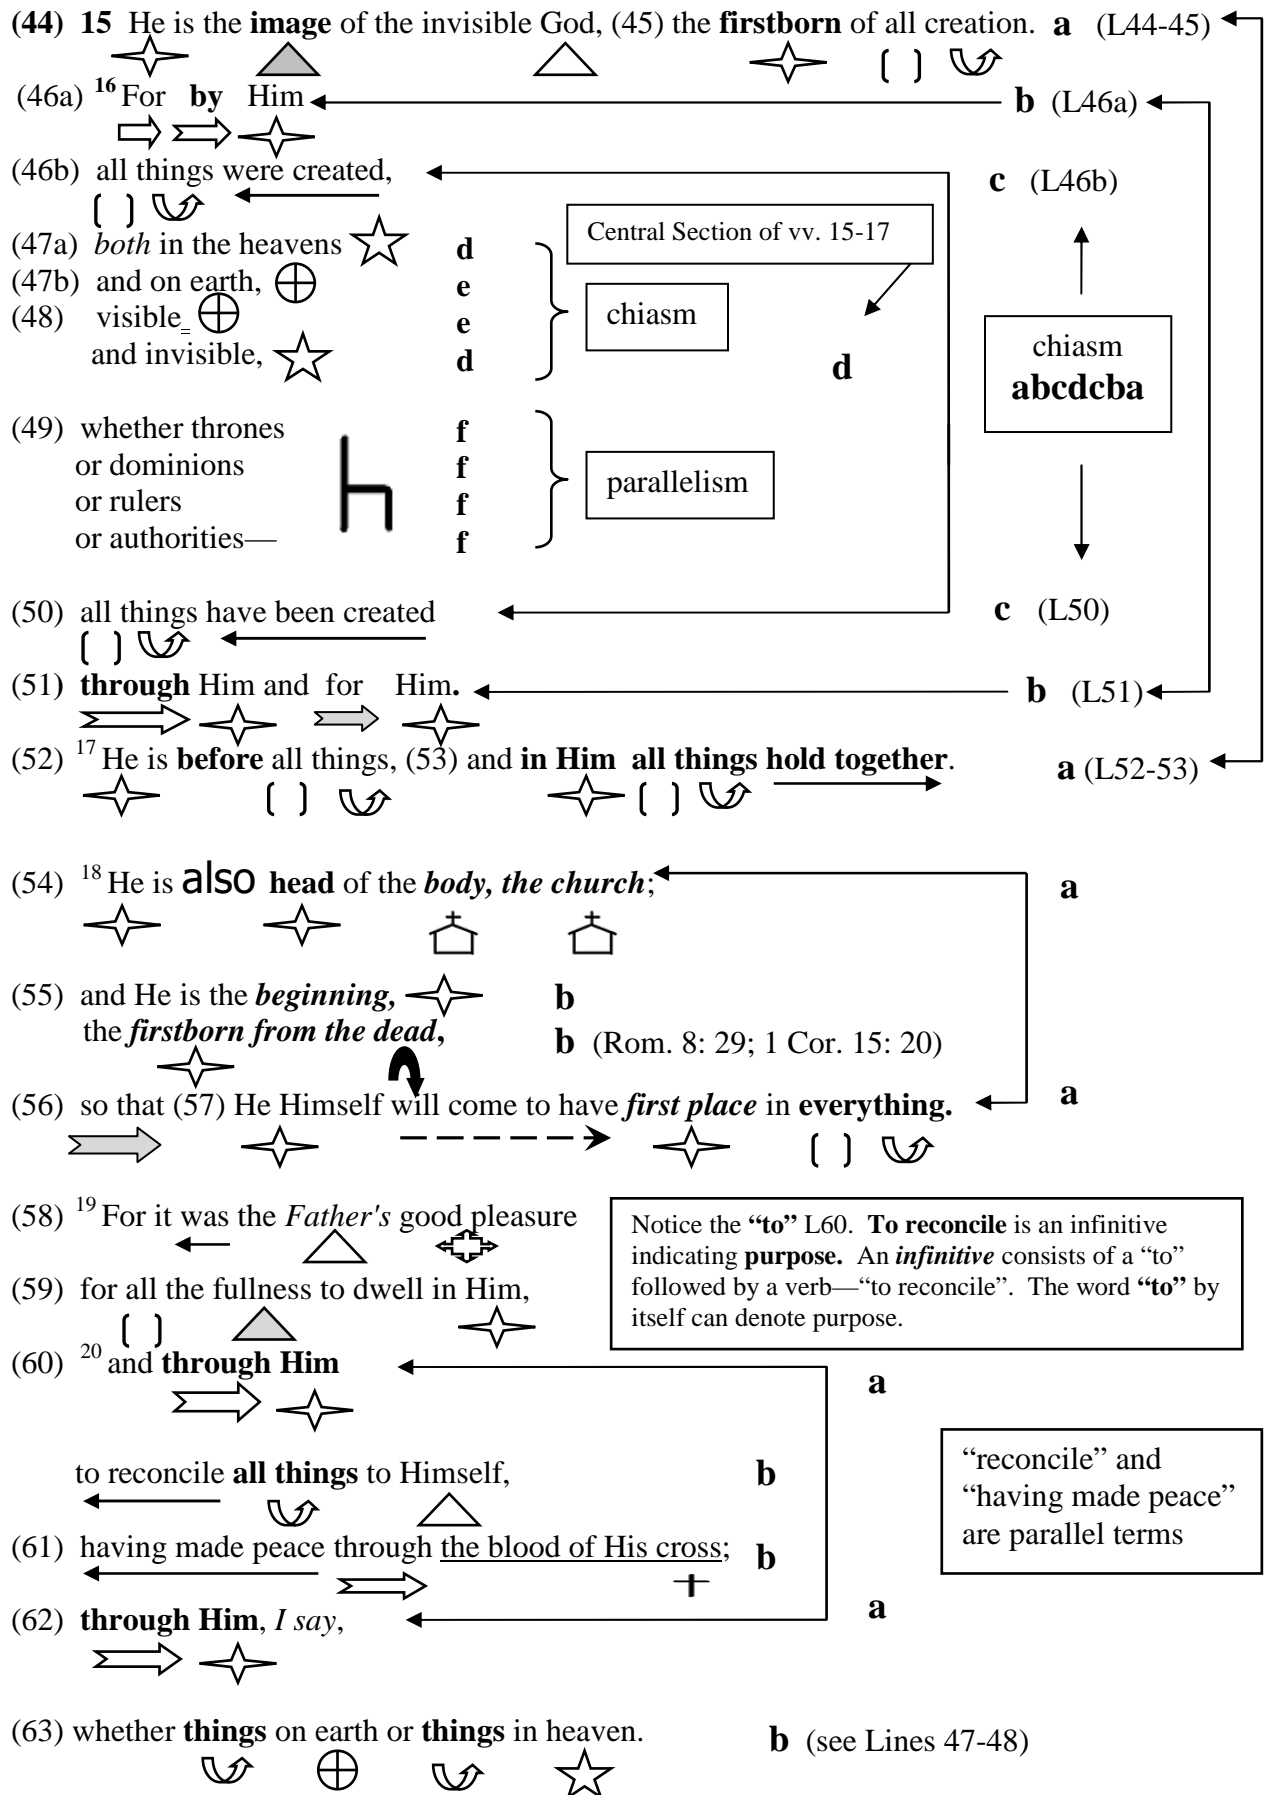 (44) 15 He is the image of the invisible God, (45) the firstborn of all creation. a (L44-45)
(46a) 16 For by Him b (L46a)
(46b) all things were created, c (L46b)
(47a) both in the heavens d
Central Section of vv. 15-17
(47b) and on earth, e
(48) visible e
chiasm
and invisible, d
d
chiasm
abcdcba
(49) whether thrones f
or dominions f
or rulers f
or authorities— f
parallelism
(50) all things have been created c (L50)
(51) through Him and for Him. b (L51)
(52) 17 He is before all things, (53) and in Him all things hold together. a (L52-53)
(54) 18 He is also head of the body, the church; a
(55) and He is the beginning, b
the firstborn from the dead, b (Rom. 8: 29; 1 Cor. 15: 20)
(56) so that (57) He Himself will come to have first place in everything. a
(58) 19 For it was the Father's good pleasure
(59) for all the fullness to dwell in Him,
Notice the “to” L60. To reconcile is an infinitive
indicating purpose. An infinitive consists of a “to”
followed by a verb—“to reconcile”. The word “to” by
itself can denote purpose.
(60) 20 and through Him a
to reconcile all things to Himself, b
(61) having made peace through the blood of His cross; b
“reconcile” and
“having made peace”
are parallel terms
(62) through Him, I say, a
(63) whether things on earth or things in heaven. b (see Lines 47-48)